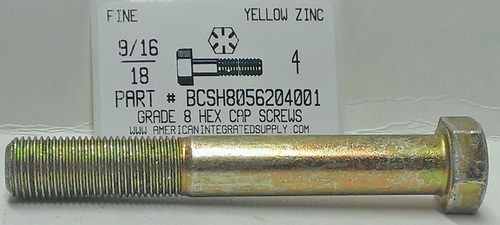 FINE YELLOW ZINC
9/16
18
4
PART # BCSH8056204001
GRADE 8 HEX CAP SCREWS
WWW.AMERICANINTEGRATEDSUPPLY.COM